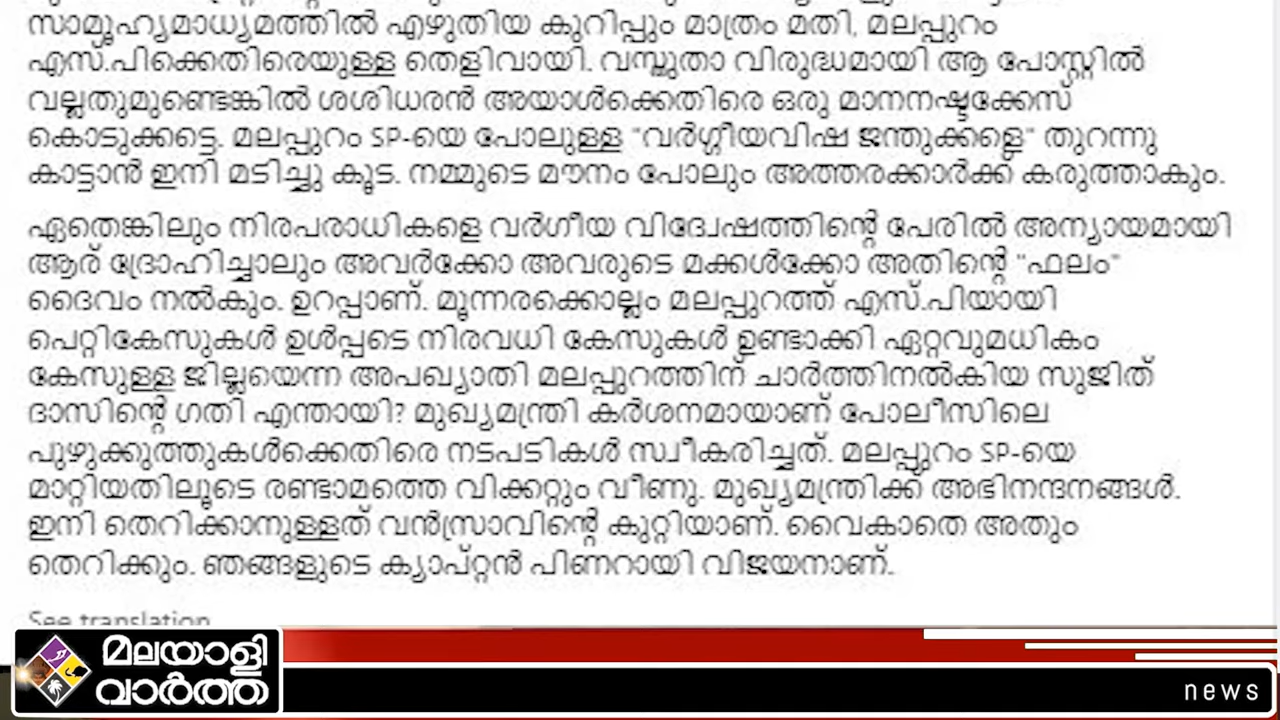 സാമൂഹ്യമാധ്യമത്തിൽ എഴുതിയ കുറിപ്പും മാത്രം മതി, മലപ്പുറം
എസ്.പിക്കെതിരെയുള്ള തെളിവായി. വസ്തുതാ വിരുദ്ധമായി ആ പോസ്റ്റിൽ
വല്ലതുമുണ്ടെങ്കിൽ ശശിധരൻ അയാൾക്കെതിരെ ഒരു മാനനഷ്ടക്കേസ്
കൊടുക്കട്ടെ. മലപ്പുറം SP-യെ പോലുള്ള "വർഗ്ഗീയവിഷ ജന്തുക്കളെ" തുറന്നു
കാട്ടാൻ ഇനി മടിച്ചു കൂട. നമ്മുടെ മൗനം പോലും അത്തരക്കാർക്ക് കരുത്താകും.
ഏതെങ്കിലും നിരപരാധികളെ വർഗീയ വിദ്വേഷത്തിന്റെ പേരിൽ അന്യായമായി
ആര് ദ്രോഹിച്ചാലും അവർക്കോ അവരുടെ മക്കൾക്കോ അതിന്റെ "ഫലം"
ദൈവം നൽകും. ഉറപ്പാണ്. മൂന്നരക്കൊല്ലം മലപ്പുറത്ത് എസ്.പിയായി
പെറ്റികേസുകൾ ഉൾപ്പടെ നിരവധി കേസുകൾ ഉണ്ടാക്കി ഏറ്റവുമധികം
കേസുള്ള ജില്ലയെന്ന അപഖ്യാതി മലപ്പുറത്തിന് ചാർത്തിനൽകിയ സുജിത്
ദാസിന്റെ ഗതി എന്തായി? മുഖ്യമന്ത്രി കർശനമായാണ് പോലീസിലെ
പുഴുക്കുത്തുകൾക്കെതിരെ നടപടികൾ സ്വീകരിച്ചത്. മലപ്പുറം SP-യെ
മാറ്റിയതിലൂടെ രണ്ടാമത്തെ വിക്കറ്റും വീണു. മുഖ്യമന്ത്രിക്ക് അഭിനന്ദനങ്ങൾ.
ഇനി തെറിക്കാനുള്ളത് വൻസ്രാവിന്റെ കുറ്റിയാണ്. വൈകാതെ അതും
തെറിക്കും. ഞങ്ങളുടെ ക്യാപ്റ്റൻ പിണറായി വിജയനാണ്.
See translation
മലയാളി
വാർത്ത
news